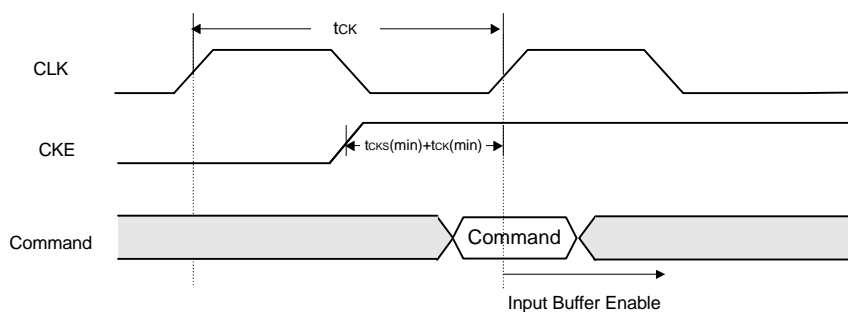 tCK
CLK
CKE
tCKS(min)+tCK(min)
Command
Command
Input Buffer Enable